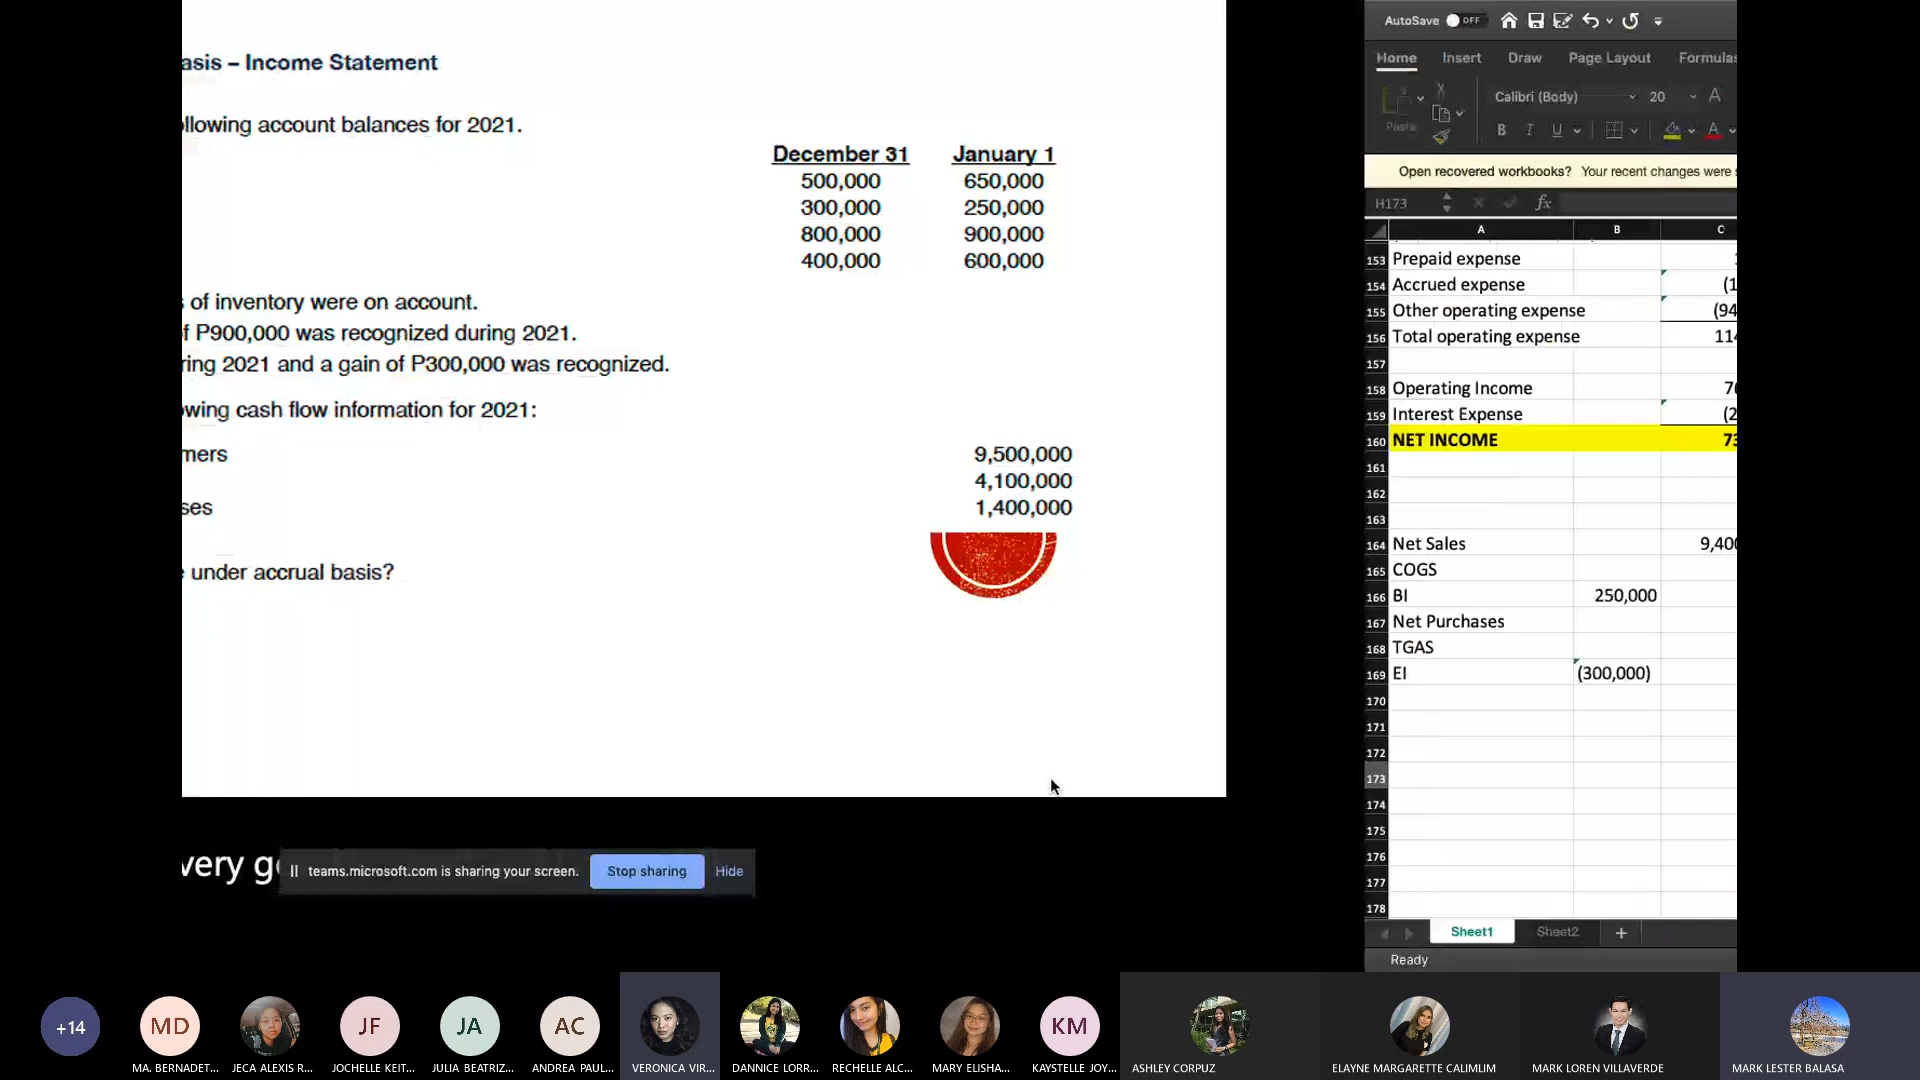 asis – Income Statement
llowing account balances for 2021.
December 31 January 1
500,000 650,000
300,000 250,000
800,000 900,000
400,000 600,000
s of inventory were on account.
f P900,000 was recognized during 2021.
ring 2021 and a gain of P300,000 was recognized.
owing cash flow information for 2021:
mers 9,500,000
4,100,000
ses 1,400,000
e under accrual basis?
very g
teams.microsoft.com is sharing your screen. Stop sharing Hide
AutoSave OFF
Home Insert Draw Page Layout Formulas
Paste Calibri (Body) 20 A
B I U A
Open recovered workbooks? Your recent changes were s
H173 fx
A B C
153 Prepaid expense
154 Accrued expense (1
155 Other operating expense (94
156 Total operating expense 114
157
158 Operating Income 76
159 Interest Expense (2
160 NET INCOME 73
161
162
163
164 Net Sales 9,400
165 COGS
166 BI 250,000
167 Net Purchases
168 TGAS
169 EI (300,000)
170
171
172
173
174
175
176
177
178
Sheet1 Sheet2 +
Ready
+14 MD JF JA AC KM
MA. BERNADET... JECA ALEXIS R... JOCHELLE KEIT... JULIA BEATRIZ... ANDREA PAUL... VERONICA VIR... DANNICE LORR... RECHELLE ALC... MARY ELISHA... KAYSTELLE JOY... ASHLEY CORPUZ ELAYNE MARGARETTE CALIMLIM MARK LOREN VILLAVERDE MARK LESTER BALASA